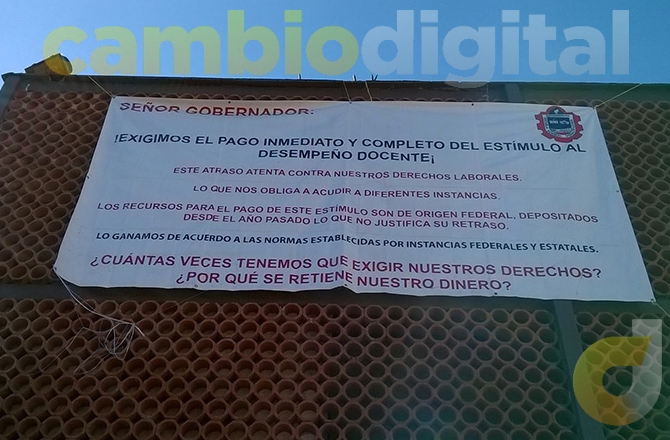 cambiodigital
SEÑOR GOBERNADOR:
¡EXIGIMOS EL PAGO INMEDIATO Y COMPLETO DEL ESTÍMULO AL
DESEMPEÑO DOCENTE¡
ESTE ATRASO ATENTA CONTRA NUESTROS DERECHOS LABORALES.
LO QUE NOS OBLIGA A ACUDIR A DIFERENTES INSTANCIAS.
LOS RECURSOS PARA EL PAGO DE ESTE ESTÍMULO SON DE ORIGEN FEDERAL, DEPOSITADOS
DESDE EL AÑO PASADO LO QUE NO JUSTIFICA SU RETRASO.
LO GANAMOS DE ACUERDO A LAS NORMAS ESTABLECIDAS POR INSTANCIAS FEDERALES Y ESTATALES.
¿CUÁNTAS VECES TENEMOS QUE EXIGIR NUESTROS DERECHOS?
¿POR QUÉ SE RETIENE NUESTRO DINERO?